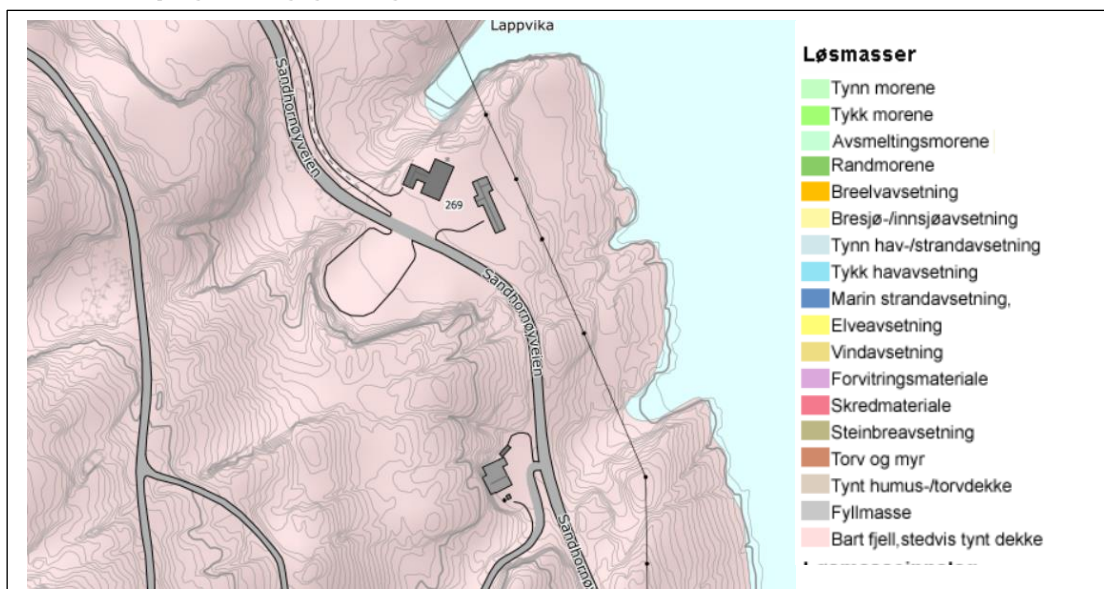 Lappvika
Sandhornøyveien
269
Sandhornøyveien
Løsmasser
Tynn morene
Tykk morene
Avsmeltingsmorene
Randmorene
Breelvavsetning
Bresjø-/innsjøavsetning
Tynn hav-/strandavsetning
Tykk havavsetning
Marin strandavsetning,
Elveavsetning
Vindavsetning
Forvitringsmateriale
Skredmateriale
Steinbreavsetning
Torv og myr
Tynt humus-/torvdekke
Fyllmasse
Bart fjell,stedvis tynt dekke